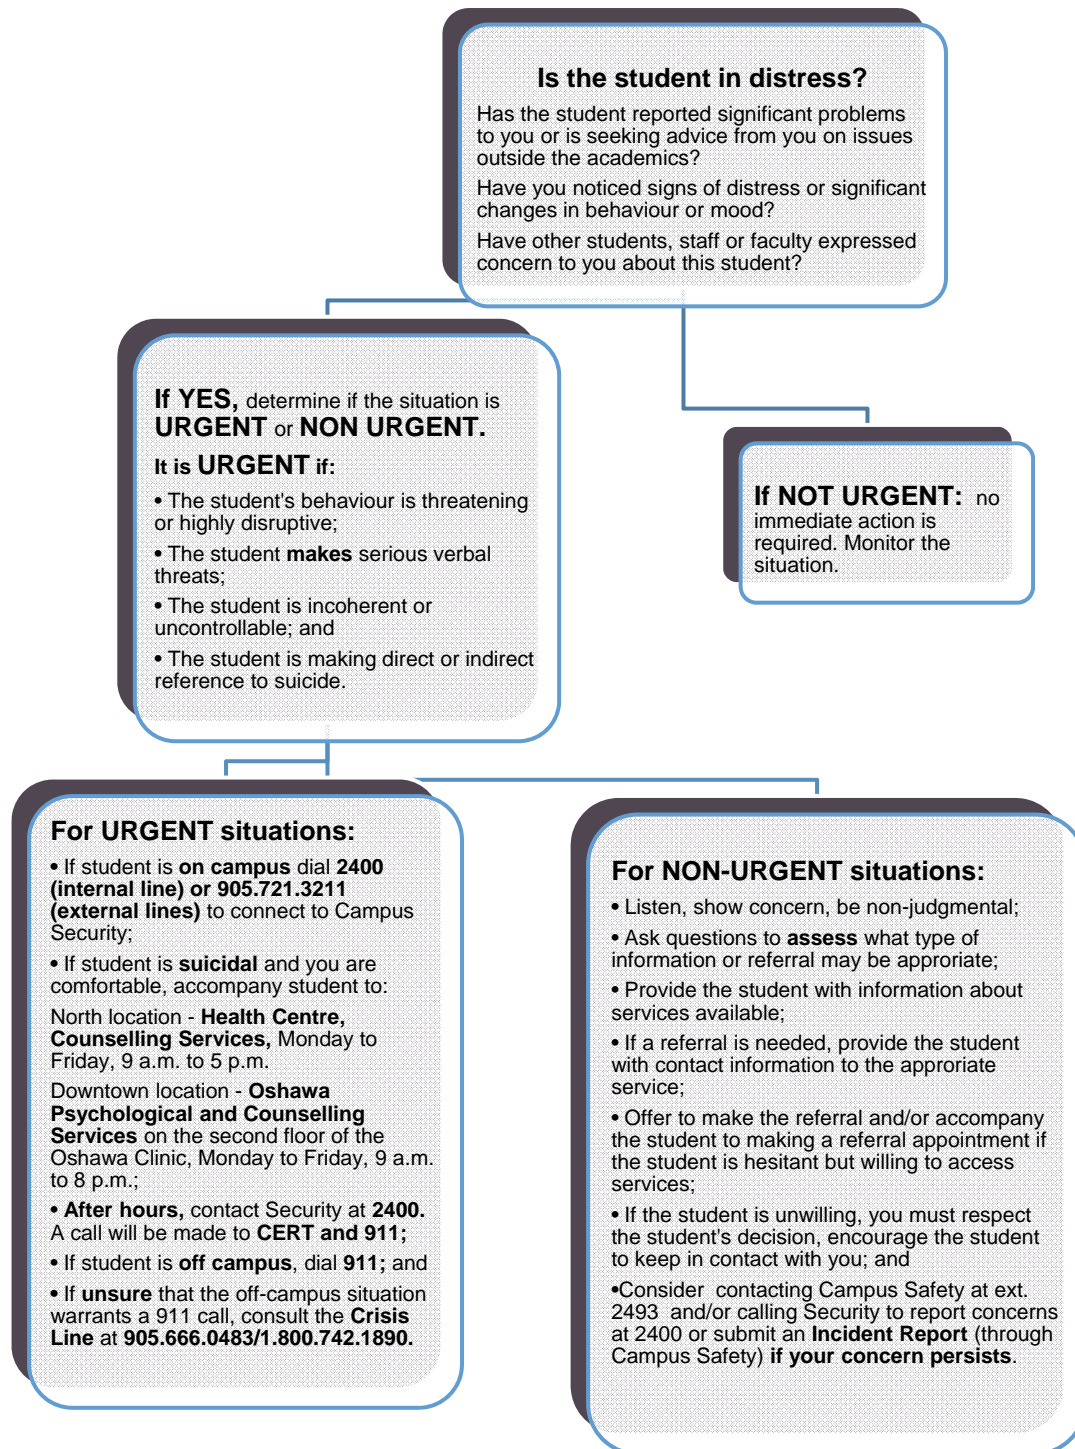 Is the student in distress?
Has the student reported significant problems
to you or is seeking advice from you on issues
outside the academics?
Have you noticed signs of distress or significant
changes in behaviour or mood?
Have other students, staff or faculty expressed
concern to you about this student?
If YES, determine if the situation is
URGENT or NON URGENT.
It is URGENT if:
• The student's behaviour is threatening
or highly disruptive;
• The student makes serious verbal
threats;
• The student is incoherent or
uncontrollable; and
• The student is making direct or indirect
reference to suicide.
If NOT URGENT: no
immediate action is
required. Monitor the
situation.
For URGENT situations:
• If student is on campus dial 2400
(internal line) or 905.721.3211
(external lines) to connect to Campus
Security;
• If student is suicidal and you are
comfortable, accompany student to:
North location - Health Centre,
Counselling Services, Monday to
Friday, 9 a.m. to 5 p.m.
Downtown location - Oshawa
Psychological and Counselling
Services on the second floor of the
Oshawa Clinic, Monday to Friday, 9 a.m.
to 8 p.m.;
• After hours, contact Security at 2400.
A call will be made to CERT and 911;
• If student is off campus, dial 911; and
• If unsure that the off-campus situation
warrants a 911 call, consult the Crisis
Line at 905.666.0483/1.800.742.1890.
For NON-URGENT situations:
• Listen, show concern, be non-judgmental;
• Ask questions to assess what type of
information or referral may be approriate;
• Provide the student with information about
services available;
• If a referral is needed, provide the student
with contact information to the approriate
service;
• Offer to make the referral and/or accompany
the student to making a referral appointment if
the student is hesitant but willing to access
services;
• If the student is unwilling, you must respect
the student's decision, encourage the student
to keep in contact with you; and
•Consider contacting Campus Safety at ext.
2493 and/or calling Security to report concerns
at 2400 or submit an Incident Report (through
Campus Safety) if your concern persists.